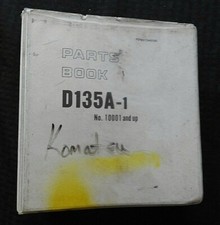 PARTS
BOOK
D135A-1
No. 10001 and up
Komatsu